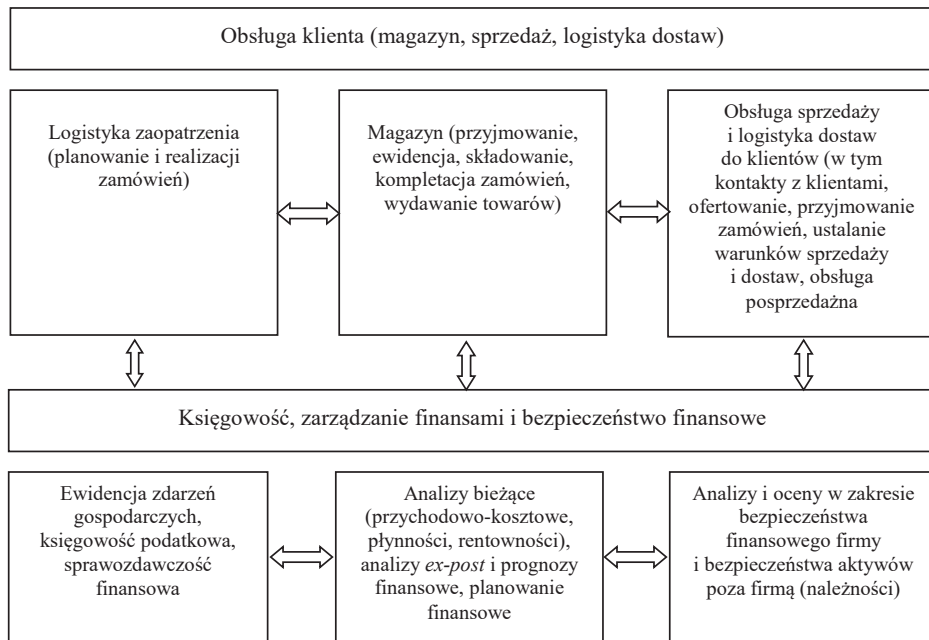 Obsługa klienta (magazyn, sprzedaż, logistyka dostaw)
Logistyka zaopatrzenia
(planowanie i realizacji
zamówień)
Magazyn (przyjmowanie,
ewidencja, składowanie,
kompletacja zamówień,
wydawanie towarów)
Obsługa sprzedaży
i logistyka dostaw
do klientów (w tym
kontakty z klientami,
ofertowanie, przyjmowanie
zamówień, ustalanie
warunków sprzedaży
i dostaw, obsługa
posprzedażna
Księgowość, zarządzanie finansami i bezpieczeństwo finansowe
Ewidencja zdarzeń
gospodarczych,
księgowość podatkowa,
sprawozdawczość
finansowa
Analizy bieżące
(przychodowo-kosztowe,
płynności, rentowności),
analizy ex-post i prognozy
finansowe, planowanie
finansowe
Analizy i oceny w zakresie
bezpieczeństwa
finansowego firmy
i bezpieczeństwa aktywów
poza firmą (należności)